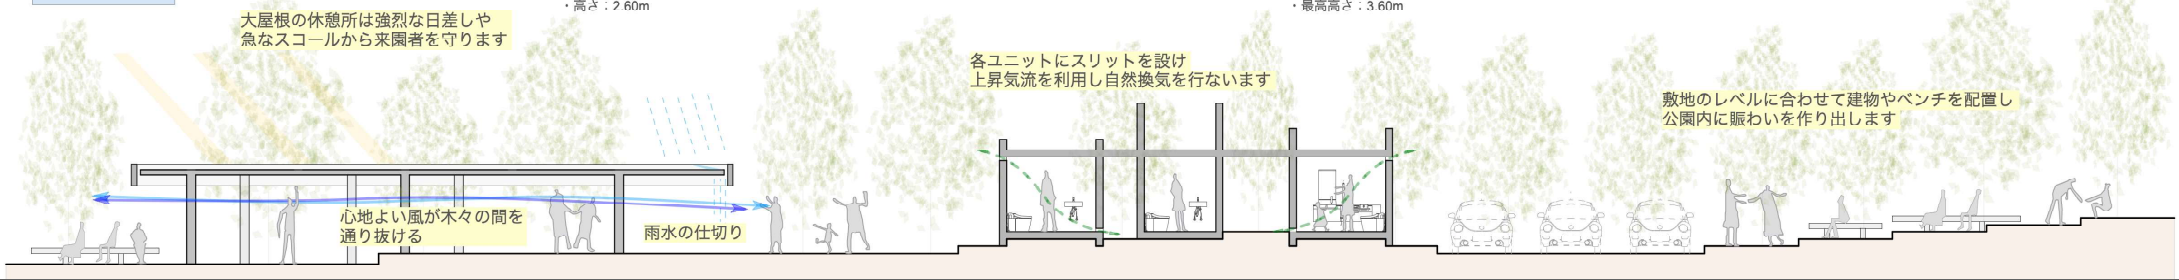 ・高さ：2.60m
・最高高さ：3.60m
大屋根の休憩所は強烈な日差しや
急なスコールから来園者を守ります
各ユニットにスリットを設け
上昇気流を利用し自然換気を行ないます
敷地のレベルに合わせて建物やベンチを配置し
公園内に賑わいを作り出します
心地よい風が木々の間を
通り抜ける
雨水の仕切り